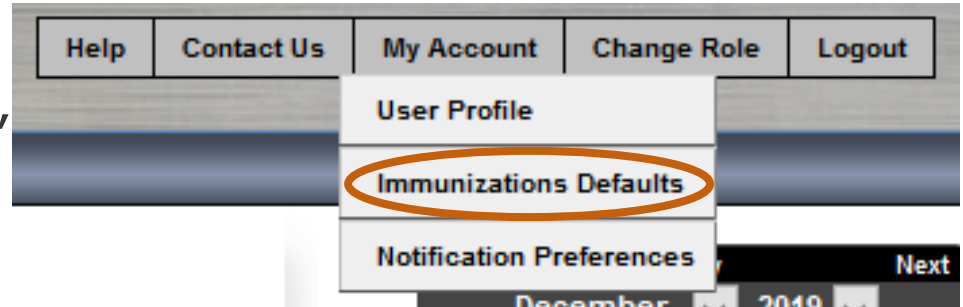 Help Contact Us My Account Change Role Logout
User Profile
Immunizations Defaults
Notification Preferences
Next
December 2019